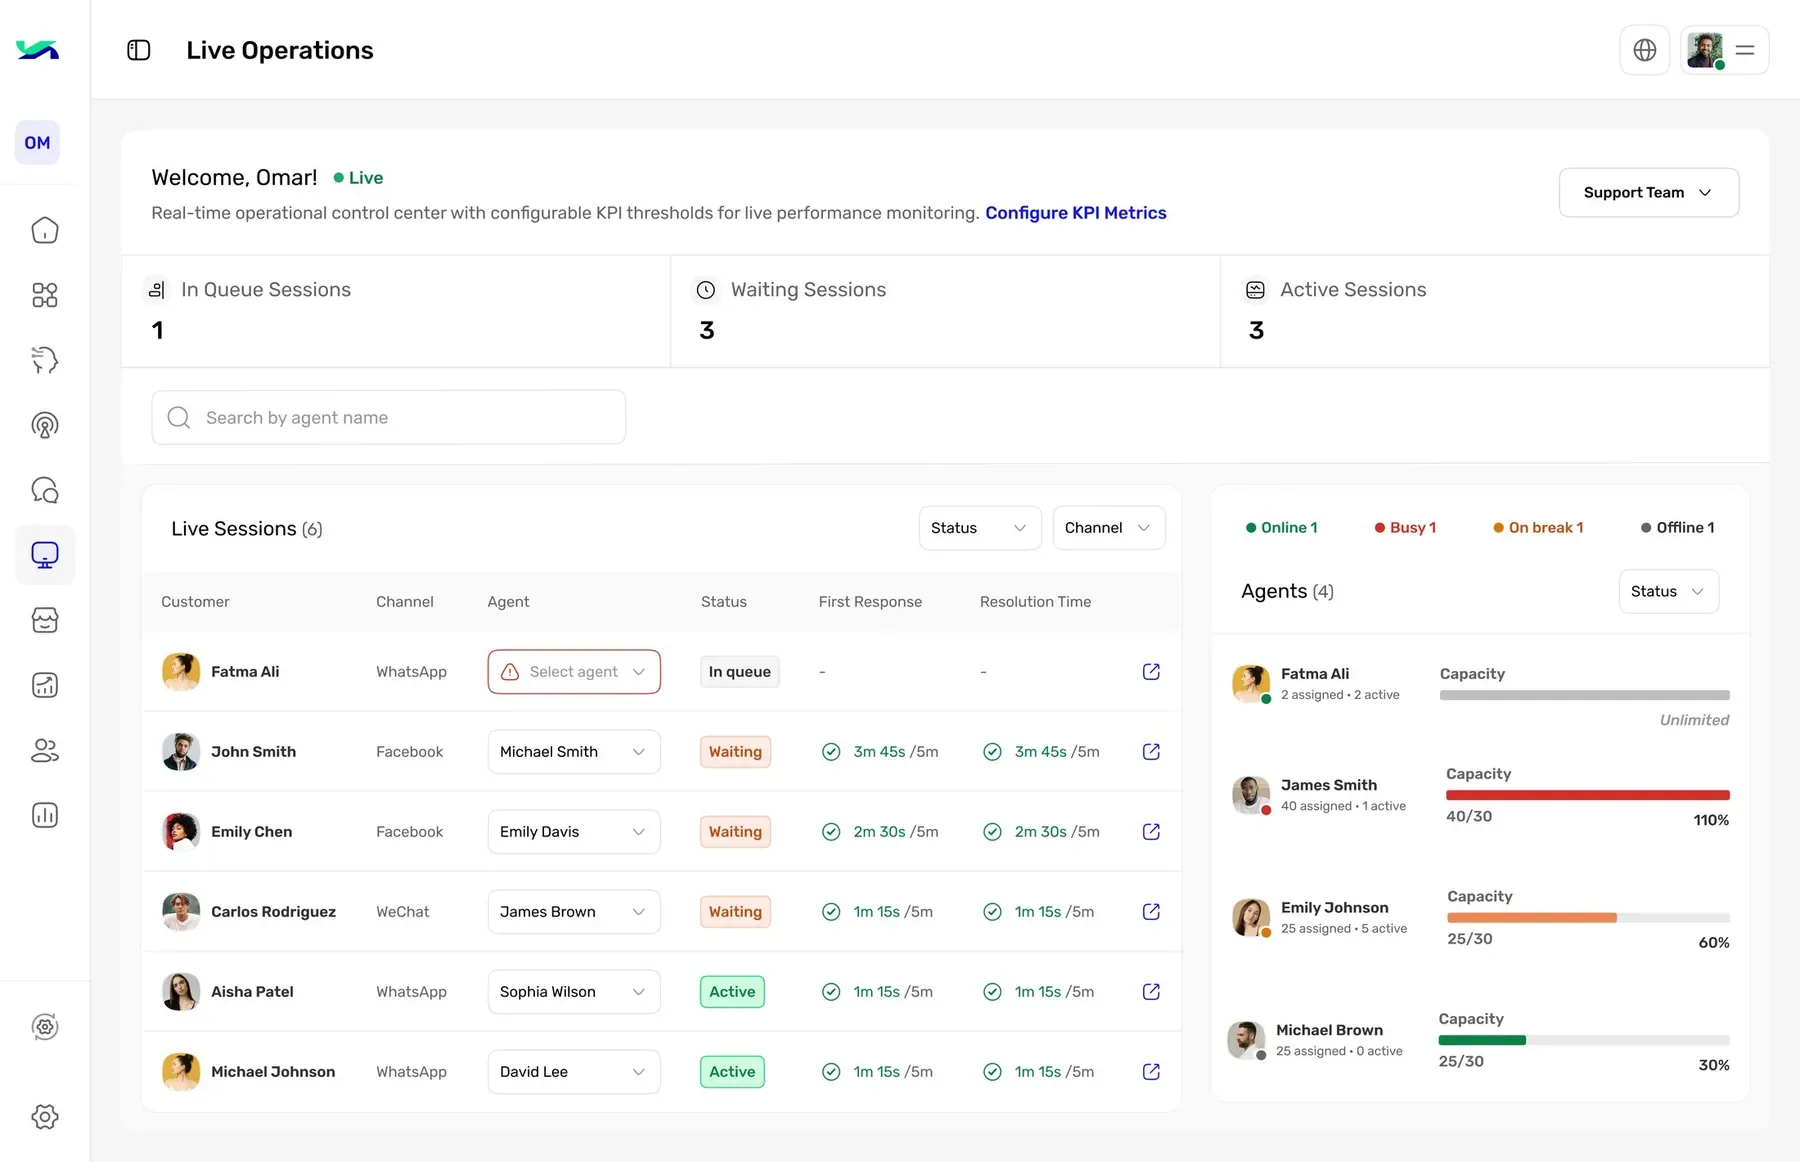 Live Operations
OM
Welcome, Omar! Live
Real-time operational control center with configurable KPI thresholds for live performance monitoring. Configure KPI Metrics
Support Team
In Queue Sessions
1
Waiting Sessions
3
Active Sessions
3
Search by agent name
Live Sessions (6)
Status
Channel
Customer Channel Agent Status First Response Resolution Time
Fatma Ali WhatsApp Select agent In queue - -
John Smith Facebook Michael Smith Waiting 3m 45s /5m 3m 45s /5m
Emily Chen Facebook Emily Davis Waiting 2m 30s /5m 2m 30s /5m
Carlos Rodriguez WeChat James Brown Waiting 1m 15s /5m 1m 15s /5m
Aisha Patel WhatsApp Sophia Wilson Active 1m 15s /5m 1m 15s /5m
Michael Johnson WhatsApp David Lee Active 1m 15s /5m 1m 15s /5m
Online 1 Busy 1 On break 1 Offline 1
Agents (4)
Status
Fatma Ali
2 assigned • 2 active
Capacity
Unlimited
James Smith
40 assigned • 1 active
Capacity
40/30
110%
Emily Johnson
25 assigned • 5 active
Capacity
25/30
60%
Michael Brown
25 assigned • 0 active
Capacity
25/30
30%